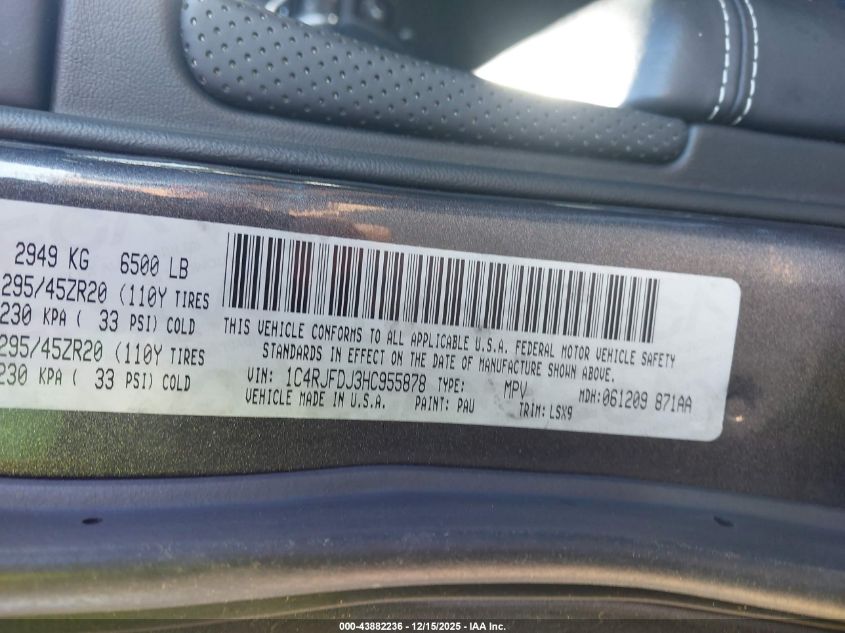 2949 KG 6500 LB
295/45ZR20 (110Y TIRES
230 KPA ( 33 PSI) COLD
295/45ZR20 (110Y TIRES
230 KPA ( 33 PSI) COLD
THIS VEHICLE CONFORMS TO ALL APPLICABLE U.S.A. FEDERAL MOTOR VEHICLE SAFETY
STANDARDS IN EFFECT ON THE DATE OF MANUFACTURE SHOWN ABOVE.
VIN: 1C4RJFDJ3HC955878 TYPE: MPV MDH:061209 871AA
VEHICLE MADE IN U.S.A. PAINT: PAU TRIM: LSX9
000-43882236 - 12/15/2025 - IAA Inc.